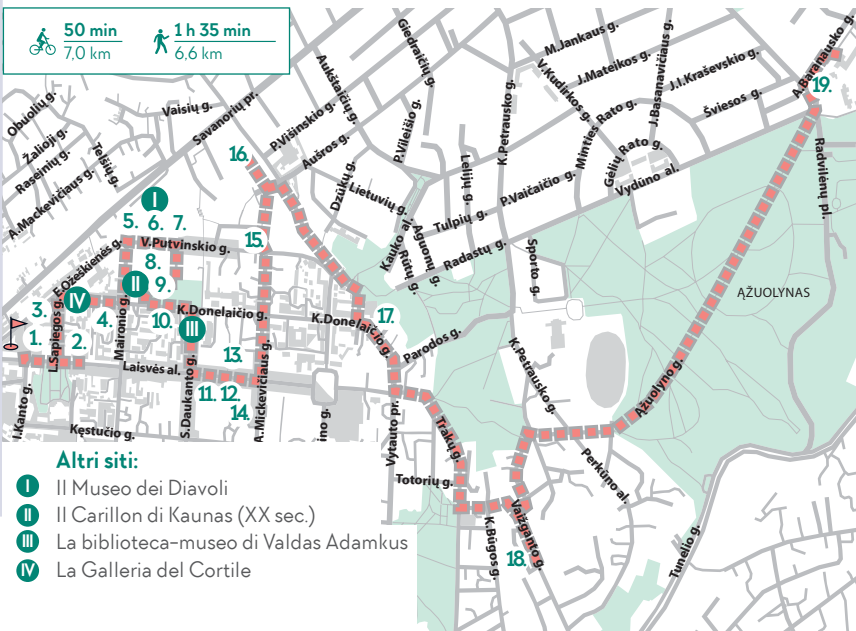 50 min
7,0 km
1 h 35 min
6,6 km
Giedraičių g.
M.Jankaus g.
A.Baranausko g.
Aukštaičių g.
V.Kudirkos g.
J.Mateikos g.
J.Basanavičiaus g.
J.I.Kraševskio g.
19.
Obuolių g.
Vaisių g.
Savanorių pr.
P.Višinskio g.
P.Vileišio g.
K.Petrausko g.
Minties Rato g.
Šviesos g.
Žalioji g.
Telšių g.
Aušros g.
Gėlių Rato g.
Raseinių g.
16.
Dzūkų g.
Lelijų g.
Vydūno al.
Radvilėnų pl.
A.Mackevičiaus g.
Lietuvių g.
P.Vaičaičio g.
I
Tulpių g.
5. 6. 7.
Kauko al.
Aguonų g.
Rūtų g.
Radastų g.
E.Ožeškienės g.
V.Putvinskio g.
15.
Sporto g.
8.
II
9.
ĄŽUOLYNAS
3.
IV
L.Sapiegos g.
4.
Maironio g.
10.
K.Donelaičio g.
III
K.Donelaičio g.
17.
Parodos g.
1.
2.
Laisvės al.
13.
K.Petrausko g.
Ąžuolyno g.
I.Kanto g.
S.Daukanto g.
11. 12.
14.
A.Mickevičiaus g.
ino g.
Vytauto pr.
Trakų g.
Kęstučio g.
Totorių g.
Perkūno al.
K.Būgos g.
Vaižganto g.
18.
Tunelio g.
Altri siti:
I Il Museo dei Diavoli
II Il Carillon di Kaunas (XX sec.)
III La biblioteca-museo di Valdas Adamkus
IV La Galleria del Cortile